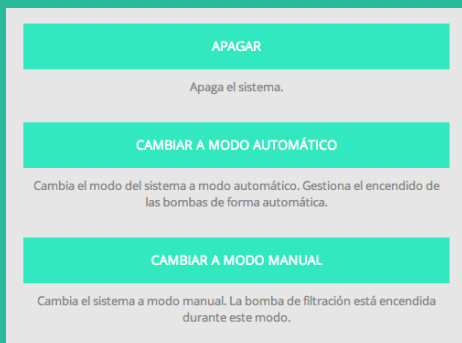 APAGAR
Apaga el sistema.
CAMBIAR A MODO AUTOMÁTICO
Cambia el modo del sistema a modo automático. Gestiona el encendido de
las bombas de forma automática.
CAMBIAR A MODO MANUAL
Cambia el sistema a modo manual. La bomba de filtración está encendida
durante este modo.